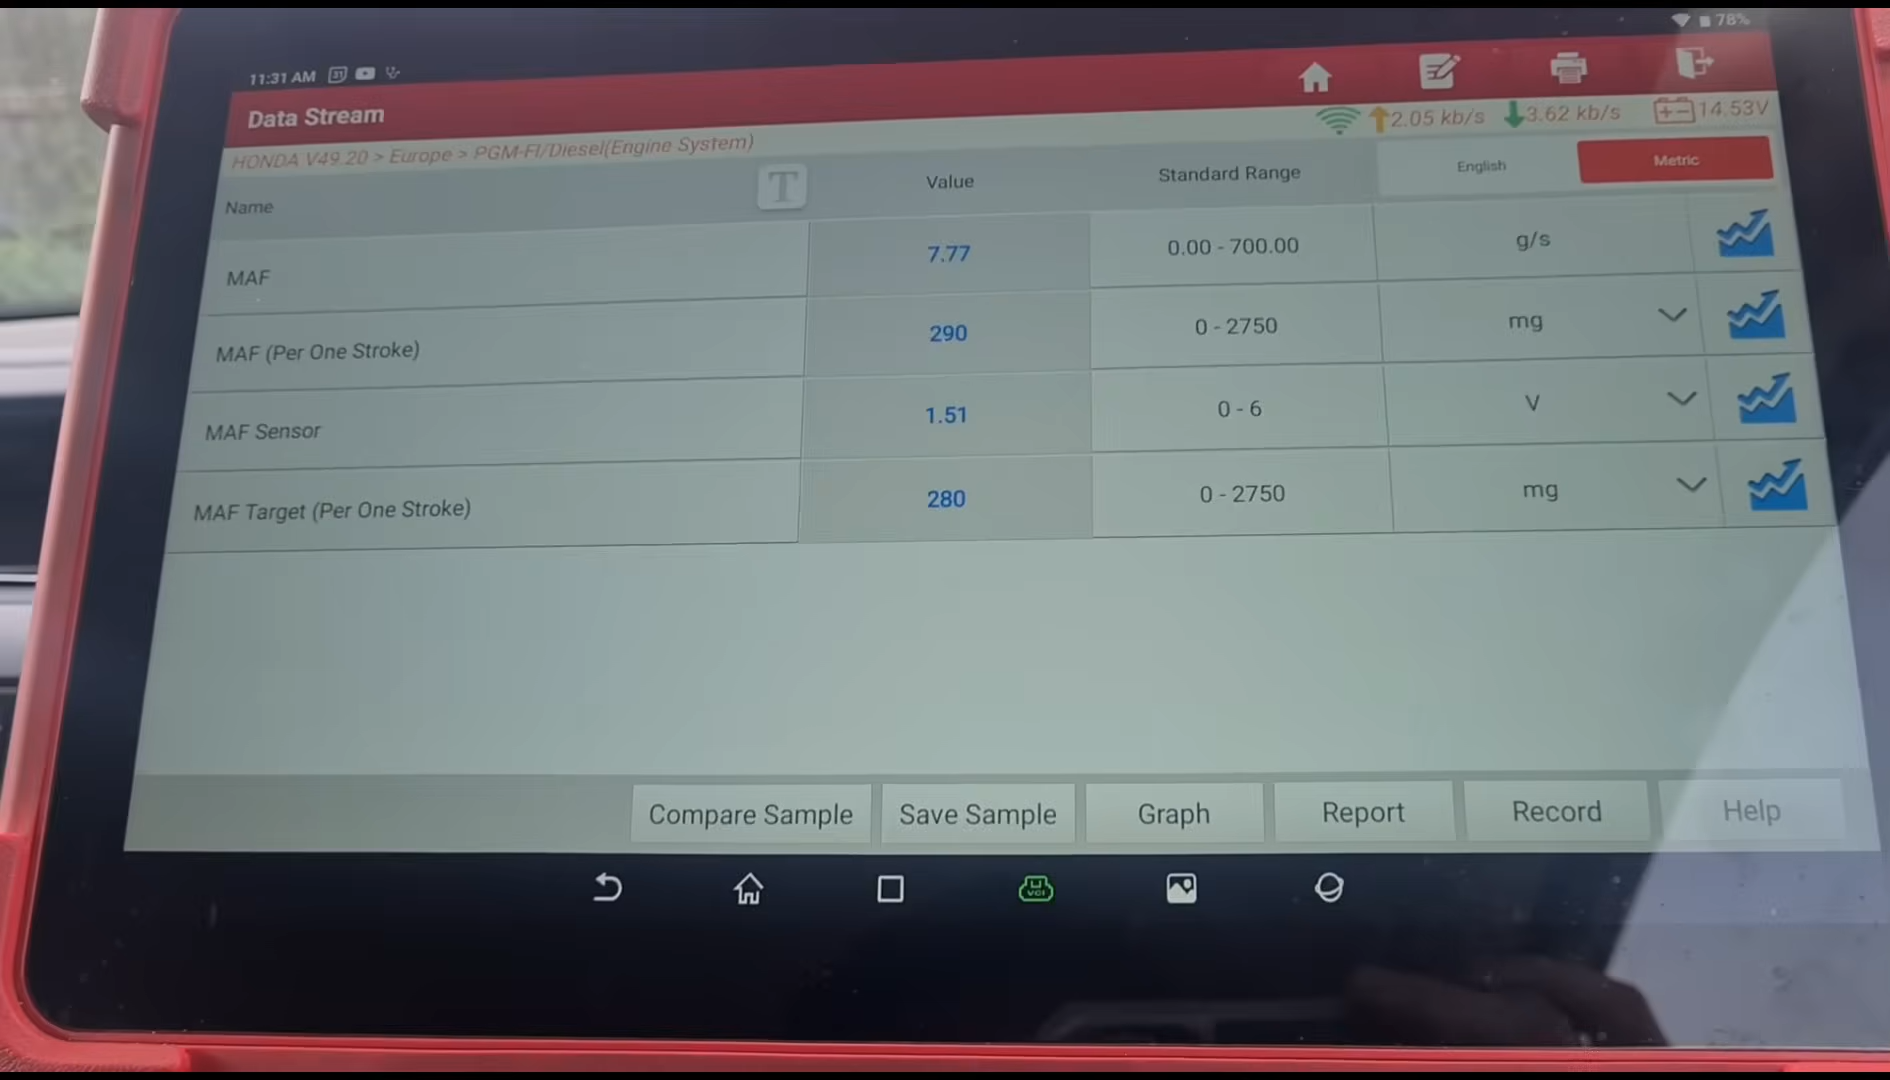 78%
11:31 AM 31
Data Stream
2.05 kb/s 3.62 kb/s 14.53V
HONDA V49.20 > Europe > PGM-FI/Diesel(Engine System)
Name T Value Standard Range English Metric
MAF 7.77 0.00 - 700.00 g/s
MAF (Per One Stroke) 290 0 - 2750 mg
MAF Sensor 1.51 0 - 6 V
MAF Target (Per One Stroke) 280 0 - 2750 mg
Compare Sample Save Sample Graph Report Record Help
VCI